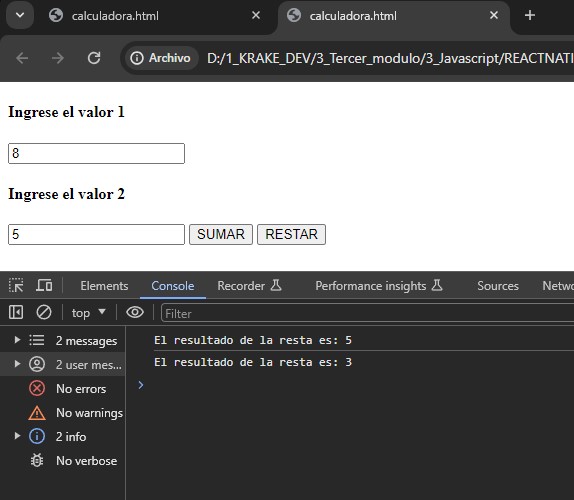 calculadora.html
calculadora.html
Archivo D:/1_KRAKE_DEV/3_Tercer_modulo/3_Javascript/REACTNATI
Ingrese el valor 1
8
Ingrese el valor 2
5 SUMAR RESTAR
Elements Console Recorder Performance insights Sources Netw
top Filter
2 messages
2 user mes...
No errors
No warnings
2 info
No verbose
El resultado de la resta es: 5
El resultado de la resta es: 3